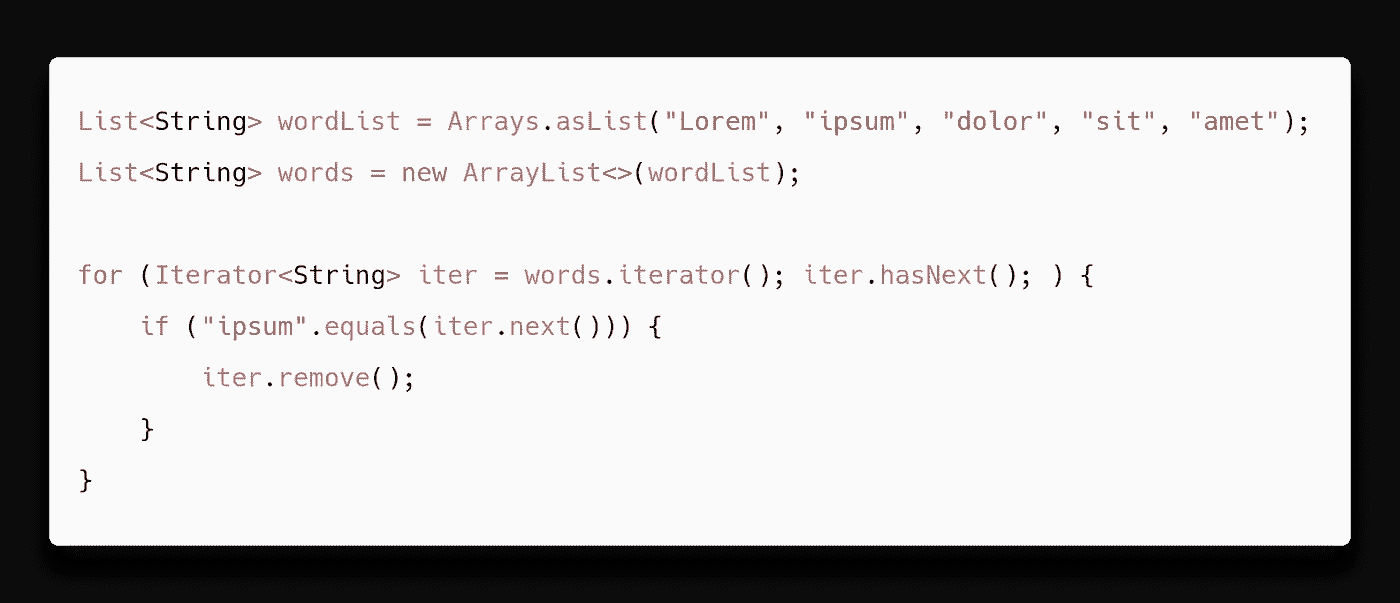 List<String> wordList = Arrays.asList("Lorem", "ipsum", "dolor", "sit", "amet");
List<String> words = new ArrayList<>(wordList);
for (Iterator<String> iter = words.iterator(); iter.hasNext(); ) {
    if ("ipsum".equals(iter.next())) {
        iter.remove();
    }
}